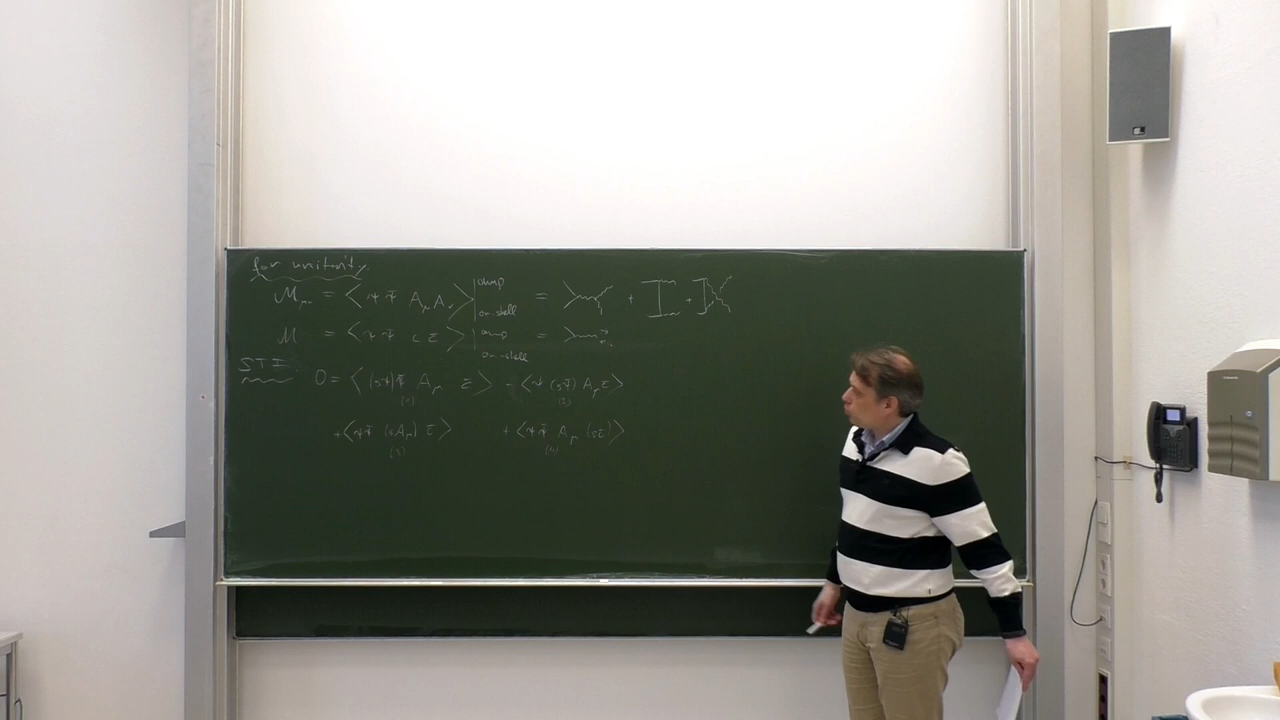 for unitarity
M_μν = < ψ ψ̄ A_μ A_ν >| amp on-shell = + +
M = < ψ ψ̄ c c̄ >| amp on-shell =
STI
0 = < (sψ) ψ̄ A_μ c̄ > - < ψ (sψ̄) A_μ c̄ >
(1) (2)
+ < ψ ψ̄ (sA_μ) c̄ > + < ψ ψ̄ A_μ (s c̄) >
(3) (4)